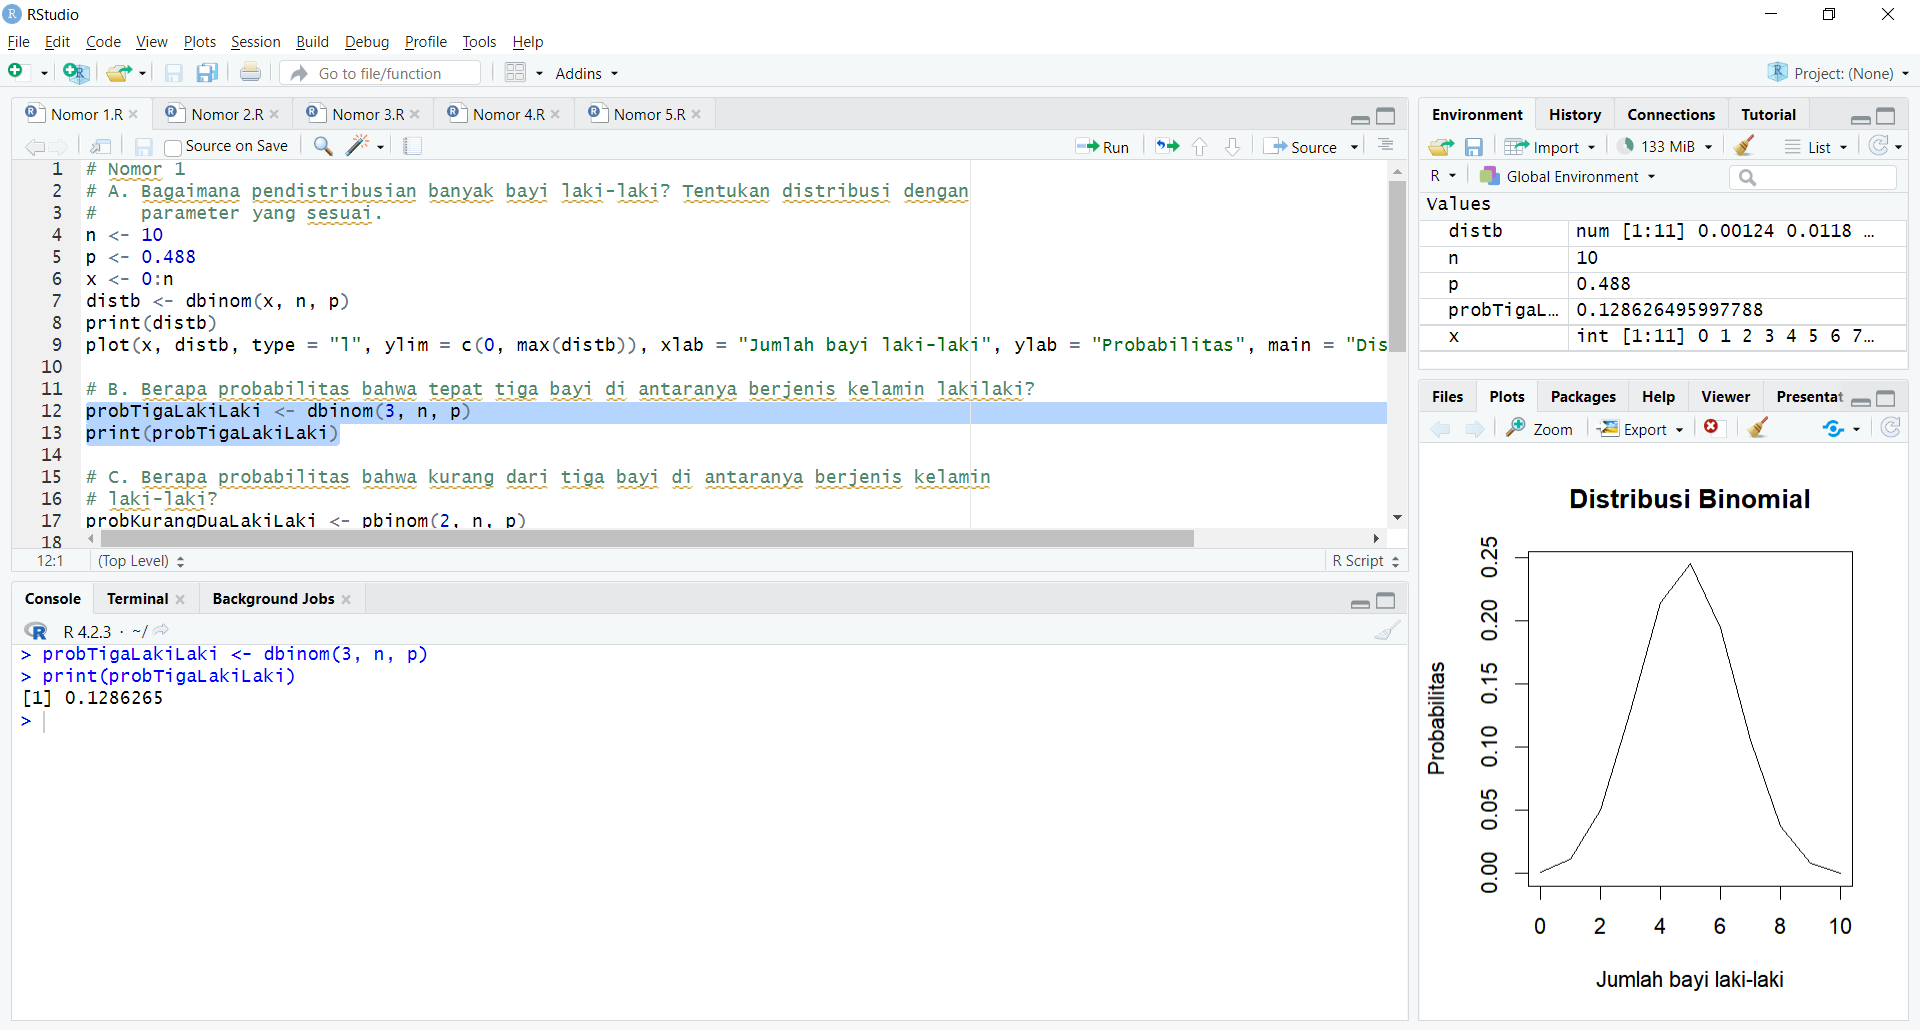 RStudio
File Edit Code View Plots Session Build Debug Profile Tools Help
Go to file/function Addins Project: (None)
Nomor 1.R Nomor 2.R Nomor 3.R Nomor 4.R Nomor 5.R
Source on Save Run Source
1 # Nomor 1
2 # A. Bagaimana pendistribusian banyak bayi laki-laki? Tentukan distribusi dengan
3 #    parameter yang sesuai.
4 n <- 10
5 p <- 0.488
6 x <- 0:n
7 distb <- dbinom(x, n, p)
8 print(distb)
9 plot(x, distb, type = "l", ylim = c(0, max(distb)), xlab = "Jumlah bayi laki-laki", ylab = "Probabilitas", main = "Dis
10
11 # B. Berapa probabilitas bahwa tepat tiga bayi di antaranya berjenis kelamin lakilaki?
12 probTigaLakiLaki <- dbinom(3, n, p)
13 print(probTigaLakiLaki)
14
15 # C. Berapa probabilitas bahwa kurang dari tiga bayi di antaranya berjenis kelamin
16 # laki-laki?
17 probKurangDuaLakiLaki <- pbinom(2, n, p)
18
12:1 (Top Level) R Script
Console Terminal Background Jobs
R 4.2.3 · ~/
> probTigaLakiLaki <- dbinom(3, n, p)
> print(probTigaLakiLaki)
[1] 0.1286265
>
Environment History Connections Tutorial
Import 133 MiB List
R Global Environment
Values
distb num [1:11] 0.00124 0.0118 …
n 10
p 0.488
probTigaL… 0.128626495997788
x int [1:11] 0 1 2 3 4 5 6 7…
Files Plots Packages Help Viewer Presentat
Zoom Export
Distribusi Binomial
Probabilitas
0.25
0.20
0.15
0.10
0.05
0.00
0 2 4 6 8 10
Jumlah bayi laki-laki